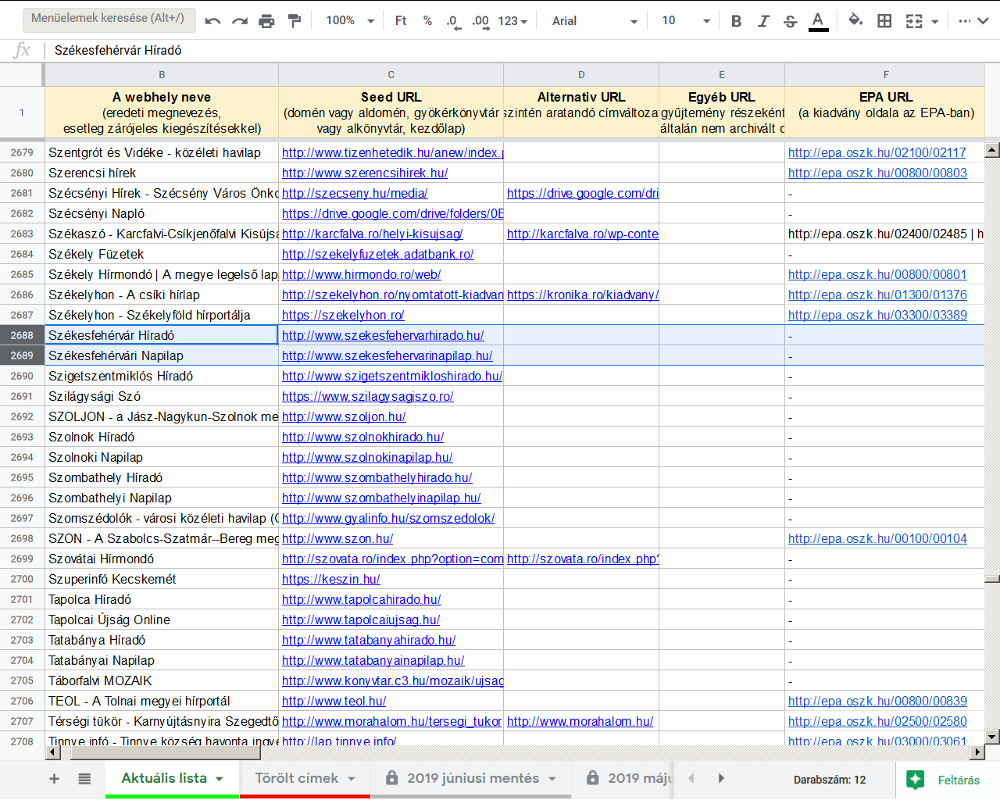 Menüelemek keresése (Alt+/) 100% Ft % .0 .00 123 Arial 10 B I S A
fx Székesfehérvár Híradó
B C D E F
1
A webhely neve
(eredeti megnevezés,
esetleg zárójeles kiegészítésekkel)
Seed URL
(domén vagy aldomén, gyökérkönyvtár
vagy alkönyvtár, kezdőlap)
Alternativ URL
szintén aratandó címváltoza
Egyéb URL
gyűjtemény részeként
általán nem archivált
EPA URL
(a kiadvány oldala az EPA-ban)
2679 Szentgrót és Vidéke - közéleti havilap http://www.tizenhetedik.hu/anew/index.p http://epa.oszk.hu/02100/02117
2680 Szerencsi hírek http://www.szerencsihirek.hu/ http://epa.oszk.hu/00800/00803
2681 Szécsényi Hírek - Szécsény Város Önko http://szecseny.hu/media/ https://drive.google.com/dri -
2682 Szécsényi Napló https://drive.google.com/drive/folders/0E -
2683 Székaszó - Karcfalvi-Csíkjenőfalvi Kisújsa http://karcfalva.ro/helyi-kisujsag/ http://karcfalva.ro/wp-conte http://epa.oszk.hu/02400/02485 | h
2684 Székely Füzetek http://szekelyfuzetek.adatbank.ro/ -
2685 Székely Hírmondó | A megye legelső lap http://www.hirmondo.ro/web/ http://epa.oszk.hu/00800/00801
2686 Székelyhon - A csíki hírlap http://szekelyhon.ro/nyomtatott-kiadvan https://kronika.ro/kiadvany/ http://epa.oszk.hu/01300/01376
2687 Székelyhon - Székelyföld hírportálja https://szekelyhon.ro/ http://epa.oszk.hu/03300/03389
2688 Székesfehérvár Híradó http://www.szekesfehervarhirado.hu/ -
2689 Székesfehérvári Napilap http://www.szekesfehervarinapilap.hu/ -
2690 Szigetszentmiklós Híradó http://www.szigetszentmikloshirado.hu/ -
2691 Szilágysági Szó https://www.szilagysagiszo.ro/ -
2692 SZOLJON - a Jász-Nagykun-Szolnok me http://www.szoljon.hu/ -
2693 Szolnok Híradó http://www.szolnokhirado.hu/ -
2694 Szolnoki Napilap http://www.szolnokinapilap.hu/ -
2695 Szombathely Híradó http://www.szombathelyhirado.hu/ -
2696 Szombathelyi Napilap http://www.szombathelyinapilap.hu/ -
2697 Szomszédolók - városi közéleti havilap ( http://www.gyalinfo.hu/szomszedolok/ -
2698 SZON - A Szabolcs-Szatmár--Bereg meg http://www.szon.hu/ http://epa.oszk.hu/00100/00104
2699 Szovátai Hírmondó http://szovata.ro/index.php?option=com http://szovata.ro/index.php? -
2700 Szuperinfó Kecskemét https://keszin.hu/ -
2701 Tapolca Híradó http://www.tapolcahirado.hu/ -
2702 Tapolcai Újság Online http://www.tapolcaiujsag.hu/ -
2703 Tatabánya Híradó http://www.tatabanyahirado.hu/ -
2704 Tatabányai Napilap http://www.tatabanyainapilap.hu/ -
2705 Táborfalvi MOZAIK http://www.konyvtar.c3.hu/mozaik/ujsag -
2706 TEOL - A Tolnai megyei hírportál http://www.teol.hu/ http://epa.oszk.hu/00800/00839
2707 Térségi tükör - Karnyújtásnyira Szegedtő http://www.morahalom.hu/tersegi_tukor http://www.morahalom.hu/ http://epa.oszk.hu/02500/02580
2708 Tinnye infó - Tinnye község havonta ingye http://lap.tinnye.info/ http://epa.oszk.hu/03000/03061
Aktuális lista Törölt címek 2019 júniusi mentés 2019 máju Darabszám: 12 Feltárás